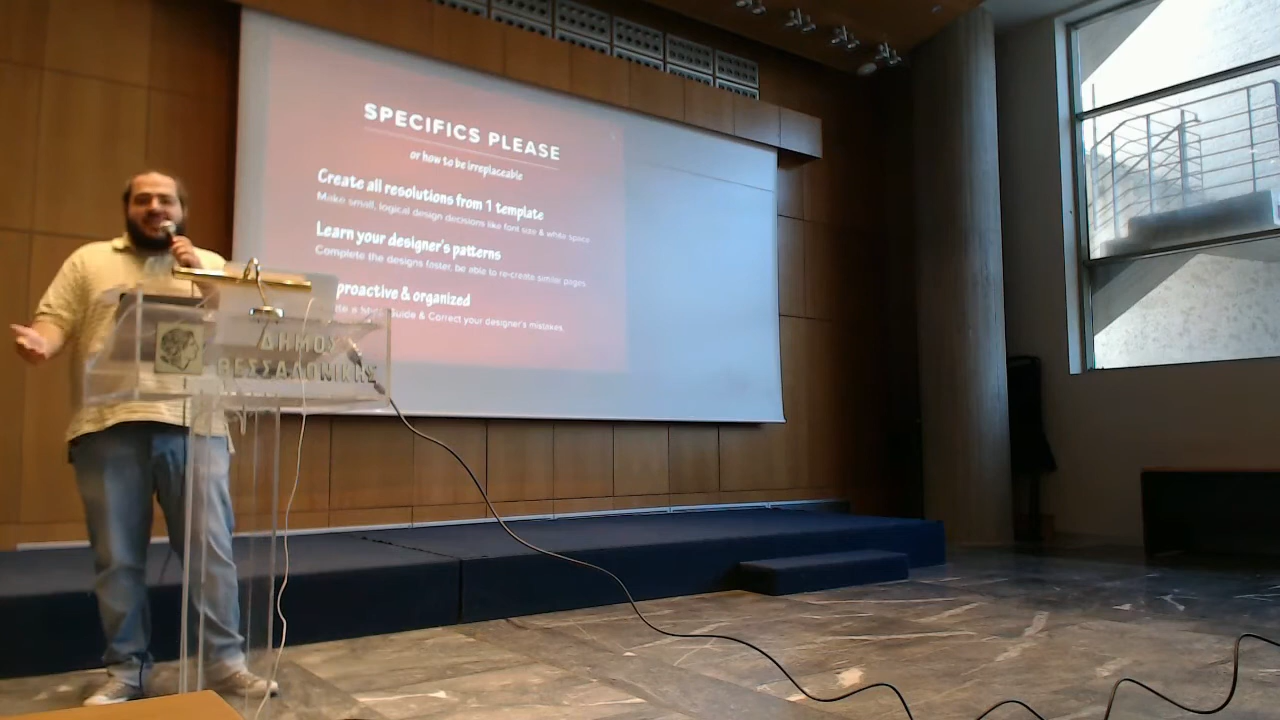 SPECIFICS PLEASE
or how to be irreplaceable
Create all resolutions from 1 template
Make small, logical design decisions like font size & white space
Learn your designer's patterns
Complete the designs faster, be able to re-create similar pages
proactive & organized
Guide & Correct your designer's mistakes
ΔΗΜΟΣ
ΘΕΣΣΑΛΟΝΙΚΗΣ